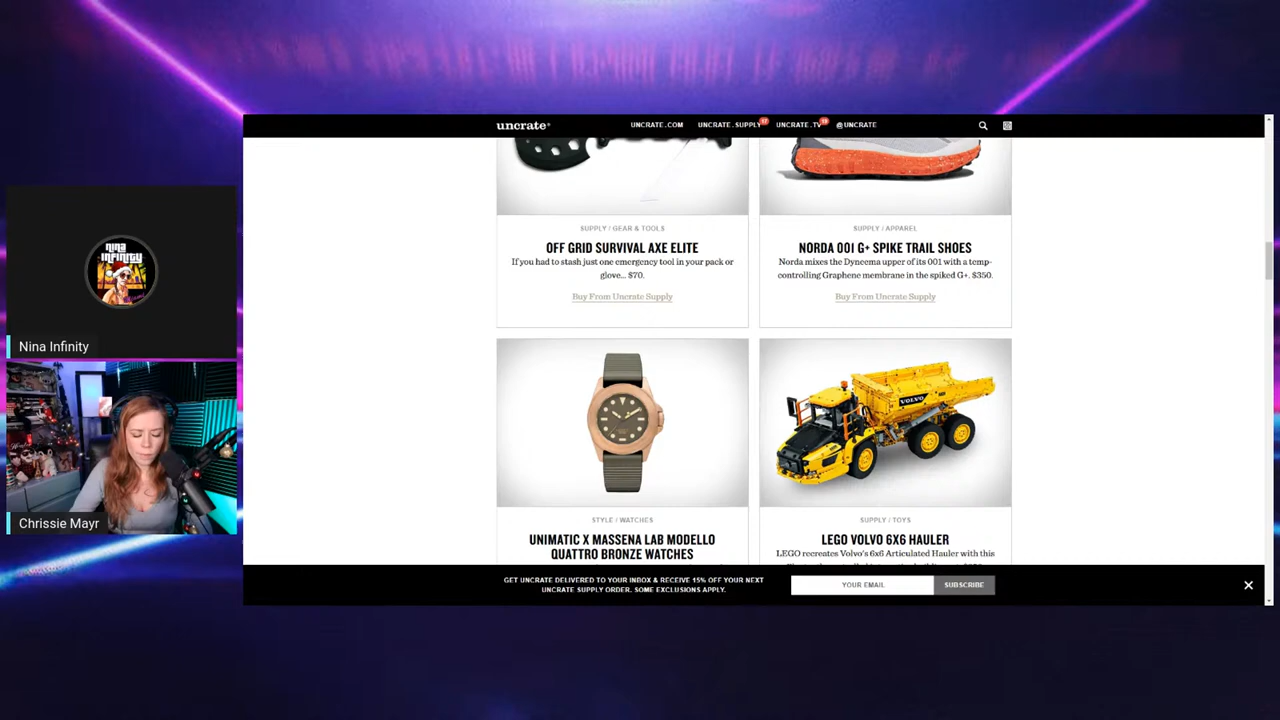 uncrate
UNCRATE.COM UNCRATE.SUPPLY UNCRATE.TV @UNCRATE
SUPPLY / GEAR & TOOLS
OFF GRID SURVIVAL AXE ELITE
If you had to stash just one emergency tool in your pack or
glove... $70.
Buy From Uncrate Supply
SUPPLY / APPAREL
NORDA 001 G+ SPIKE TRAIL SHOES
Norda mixes the Dyneema upper of its 001 with a temp-
controlling Graphene membrane in the spiked G+. $350.
Buy From Uncrate Supply
NINA
INFINITY
Nina Infinity
Chrissie Mayr
VOLVO
STYLE / WATCHES
UNIMATIC X MASSENA LAB MODELLO
QUATTRO BRONZE WATCHES
SUPPLY / TOYS
LEGO VOLVO 6X6 HAULER
LEGO recreates Volvo's 6x6 Articulated Hauler with this
GET UNCRATE DELIVERED TO YOUR INBOX & RECEIVE 15% OFF YOUR NEXT
UNCRATE SUPPLY ORDER. SOME EXCLUSIONS APPLY.
YOUR EMAIL
SUBSCRIBE